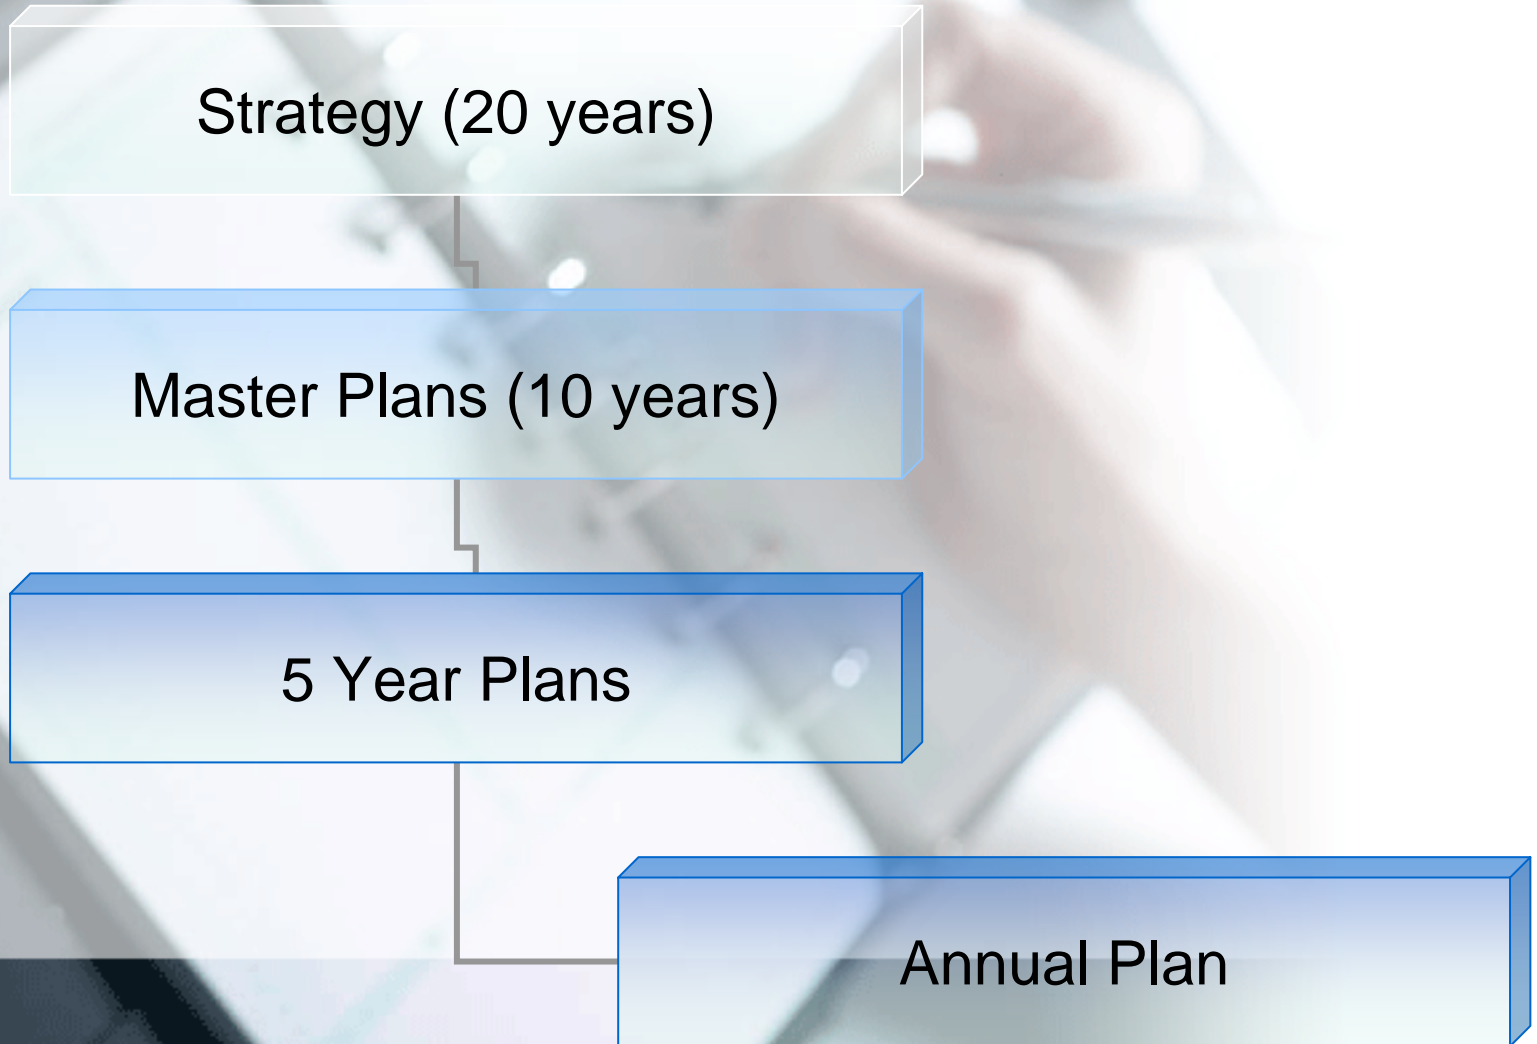 Strategy (20 years)
Master Plans (10 years)
5 Year Plans
Annual Plan